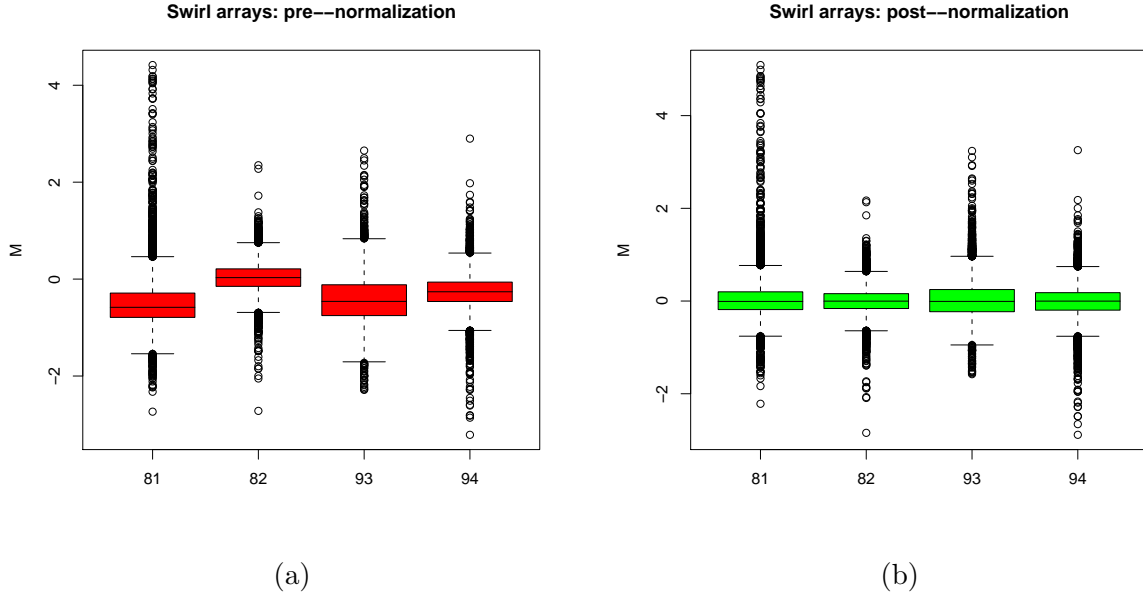 Swirl arrays: pre−−normalization
M
4
2
0
−2
81 82 93 94
(a)
Swirl arrays: post−−normalization
M
4
2
0
−2
81 82 93 94
(b)